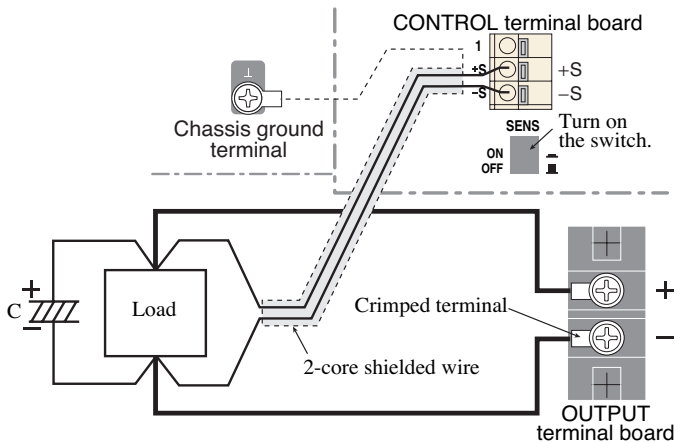 CONTROL terminal board
1
+S
+S
-S
−S
⊥
Chassis ground
terminal
SENS
Turn on
the switch.
ON
OFF
+
C
−
Load
Crimped terminal
2-core shielded wire
+
−
OUTPUT
terminal board